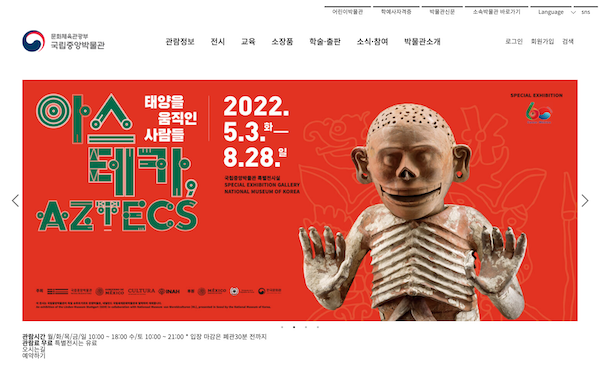 어린이박물관 학예사자격증 박물관신문 소속박물관 바로가기 Language sns
문화체육관광부
국립중앙박물관
관람정보 전시 교육 소장품 학술·출판 소식·참여 박물관소개
로그인 회원가입 검색
SPECIAL EXHIBITION
아스
테카,
AZTECS
태양을
움직인
사람들
2022.
5.3.화—
8.28.일
국립중앙박물관 특별전시실
SPECIAL EXHIBITION GALLERY
NATIONAL MUSEUM OF KOREA
MÉXICO CULTURA INAH MÉXICO
관람시간 월/화/목/금/일 10:00 ~ 18:00 수/토 10:00 ~ 21:00 * 입장 마감은 폐관30분 전까지
관람료 무료 특별전시는 유료
오시는길
예약하기